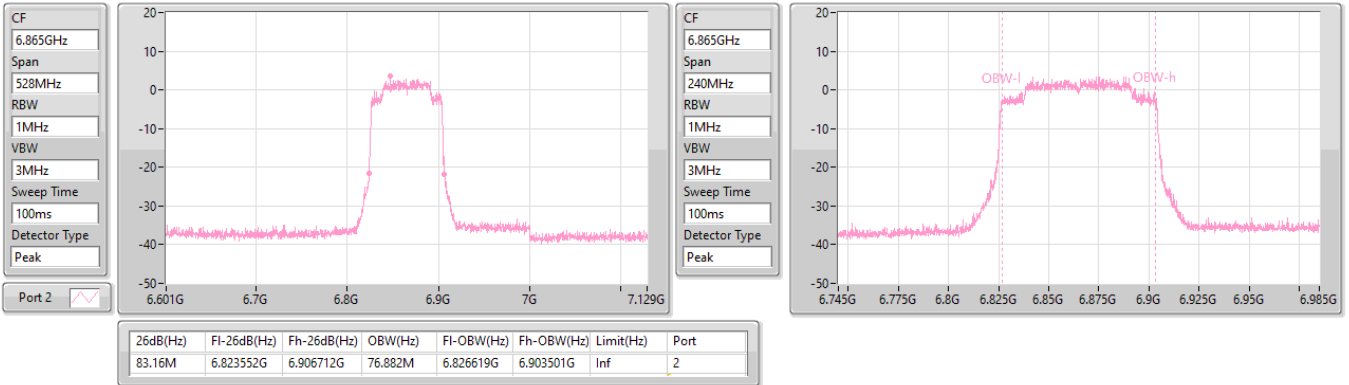 CF
6.865GHz
Span
528MHz
RBW
1MHz
VBW
3MHz
Sweep Time
100ms
Detector Type
Peak
Port 2
20
10
0
-10
-20
-30
-40
-50
6.601G 6.7G 6.8G 6.9G 7G 7.129G
CF
6.865GHz
Span
240MHz
RBW
1MHz
VBW
3MHz
Sweep Time
100ms
Detector Type
Peak
20
10
0
-10
-20
-30
-40
-50
OBW-l OBW-h
6.745G 6.775G 6.8G 6.825G 6.85G 6.875G 6.9G 6.925G 6.95G 6.985G
26dB(Hz) Fl-26dB(Hz) Fh-26dB(Hz) OBW(Hz) Fl-OBW(Hz) Fh-OBW(Hz) Limit(Hz) Port
83.16M 6.823552G 6.906712G 76.882M 6.826619G 6.903501G Inf 2